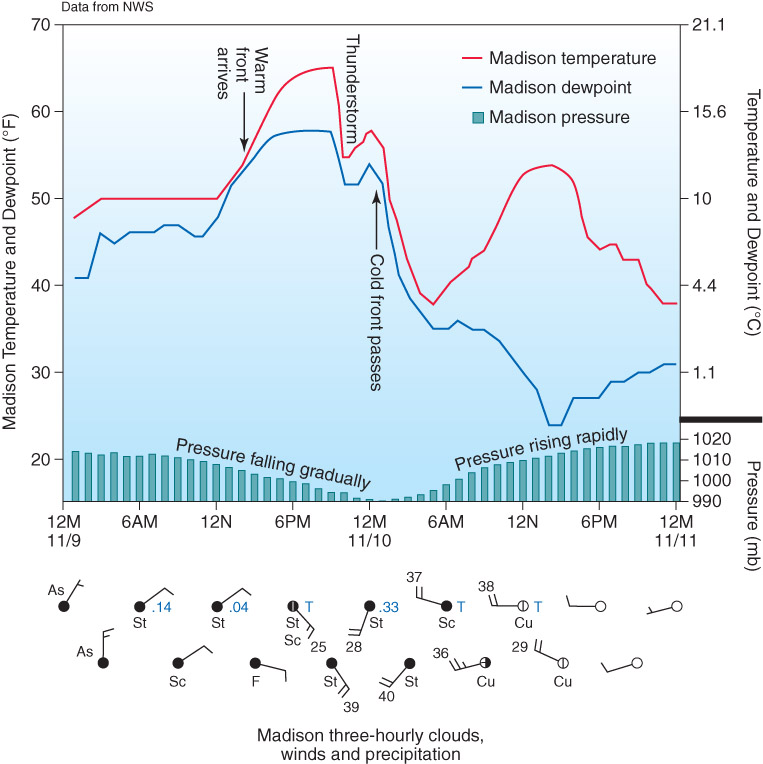 Data from NWS
70
60
50
40
30
20
Madison Temperature and Dewpoint (°F)
21.1
15.6
10
4.4
1.1
Temperature and Dewpoint (°C)
1020
1010
1000
990
Pressure (mb)
Warm
front
arrives
Thunderstorm
Cold front passes
Madison temperature
Madison dewpoint
Madison pressure
Pressure falling gradually
Pressure rising rapidly
12M 6AM 12N 6PM 12M 6AM 12N 6PM 12M
11/9 11/10 11/11
As
St .14
St .04
St T
Sc
25
.33
St
28
37
T
Sc
38
T
Cu
As
Sc
F
St
39
St
40
36
Cu
29
Cu
Madison three-hourly clouds,
winds and precipitation